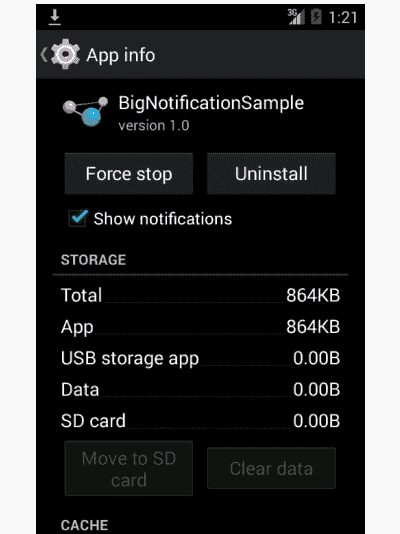 3G 1:21
App info
BigNotificationSample
version 1.0
Force stop Uninstall
Show notifications
STORAGE
Total 864KB
App 864KB
USB storage app 0.00B
Data 0.00B
SD card 0.00B
Move to SD
card
Clear data
CACHE